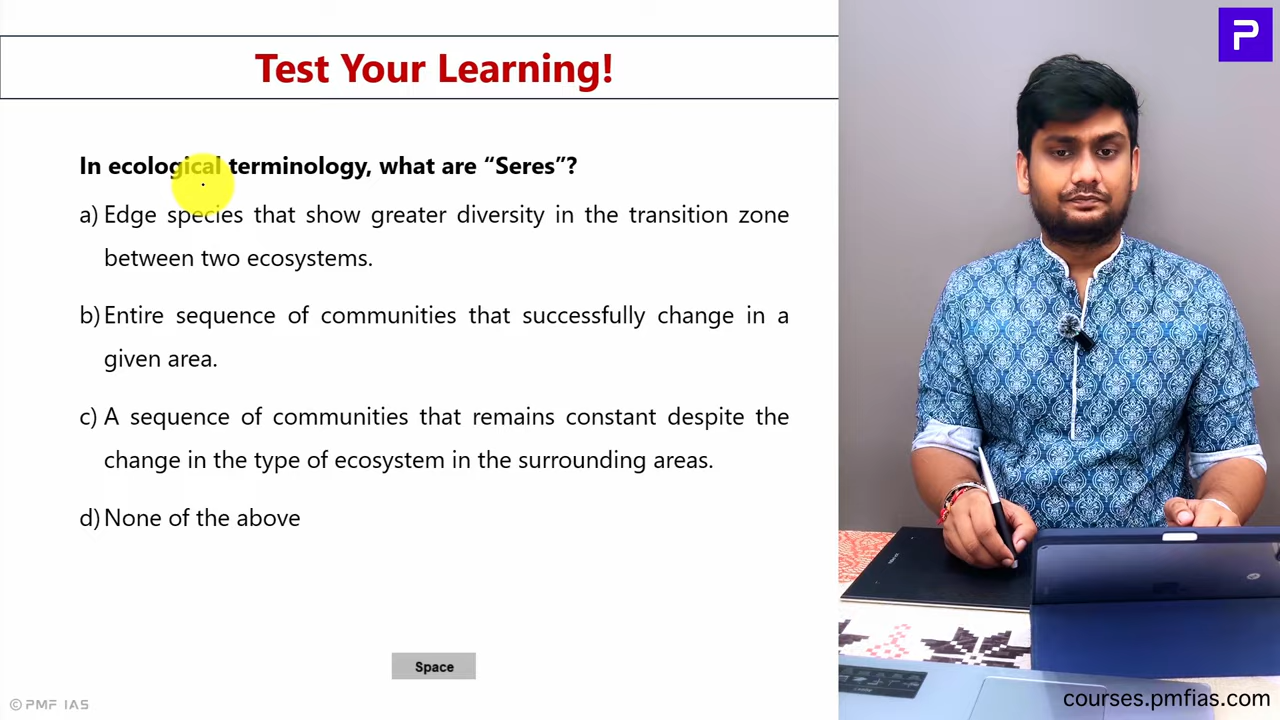 P
Test Your Learning!
In ecological terminology, what are “Seres”?
a) Edge species that show greater diversity in the transition zone
between two ecosystems.
b) Entire sequence of communities that successfully change in a
given area.
c) A sequence of communities that remains constant despite the
change in the type of ecosystem in the surrounding areas.
d) None of the above
Space
© PMF IAS
courses.pmfias.com